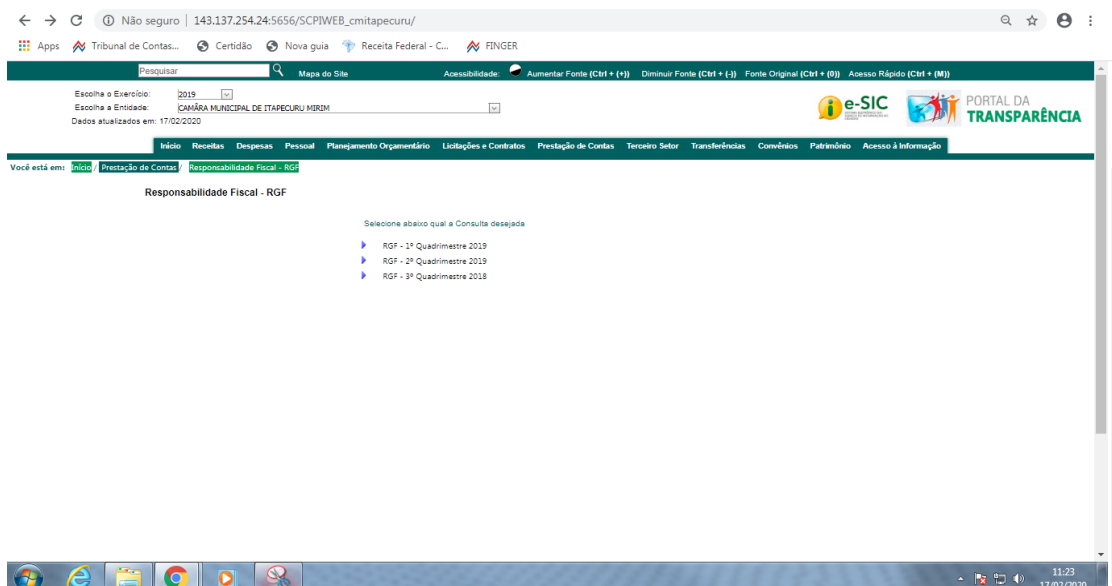 Não seguro | 143.137.254.24:5656/SCPIWEB_cmitapecuru/
Apps Tribunal de Contas... Certidão Nova guia Receita Federal - C... FINGER
Pesquisar Mapa do Site Acessibilidade: Aumentar Fonte (Ctrl + (+)) Diminuir Fonte (Ctrl + (-)) Fonte Original (Ctrl + (0)) Acesso Rápido (Ctrl + (M))
Escolha o Exercício: 2019
Escolha a Entidade: CAMÂRA MUNICIPAL DE ITAPECURU MIRIM
Dados atualizados em: 17/02/2020
e-SIC
PORTAL DA
TRANSPARÊNCIA
Início Receitas Despesas Pessoal Planejamento Orçamentário Licitações e Contratos Prestação de Contas Terceiro Setor Transferências Convênios Patrimônio Acesso à Informação
Você está em: Início / Prestação de Contas / Responsabilidade Fiscal - RGF
Responsabilidade Fiscal - RGF
Selecione abaixo qual a Consulta desejada
RGF - 1º Quadrimestre 2019
RGF - 2º Quadrimestre 2019
RGF - 3º Quadrimestre 2018
11:23
17/02/2020